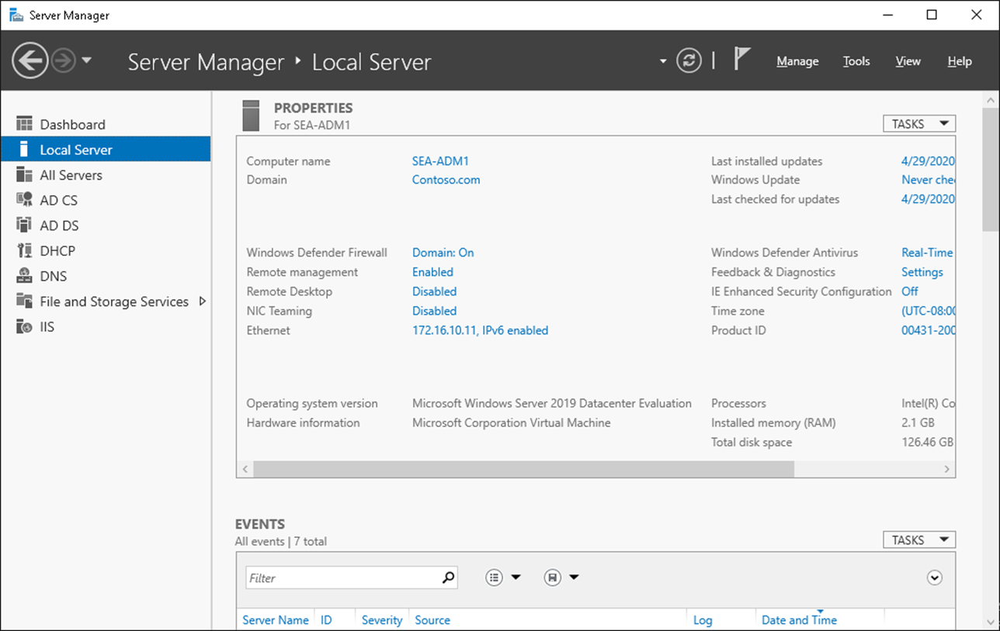 Server Manager
Server Manager ‣ Local Server
Manage Tools View Help
Dashboard
Local Server
All Servers
AD CS
AD DS
DHCP
DNS
File and Storage Services
IIS
PROPERTIES
For SEA-ADM1
TASKS
Computer name SEA-ADM1 Last installed updates 4/29/2020
Domain Contoso.com Windows Update Never
Last checked for updates 4/29/2020
Windows Defender Firewall Domain: On Windows Defender Antivirus Real-Time
Remote management Enabled Feedback & Diagnostics Settings
Remote Desktop Disabled IE Enhanced Security Configuration Off
NIC Teaming Disabled Time zone (UTC-08:00
Ethernet 172.16.10.11, IPv6 enabled Product ID 00431-200
Operating system version Microsoft Windows Server 2019 Datacenter Evaluation Processors Intel(R) Co
Hardware information Microsoft Corporation Virtual Machine Installed memory (RAM) 2.1 GB
Total disk space 126.46 GB
EVENTS
All events | 7 total
TASKS
Filter
Server Name ID Severity Source Log Date and Time